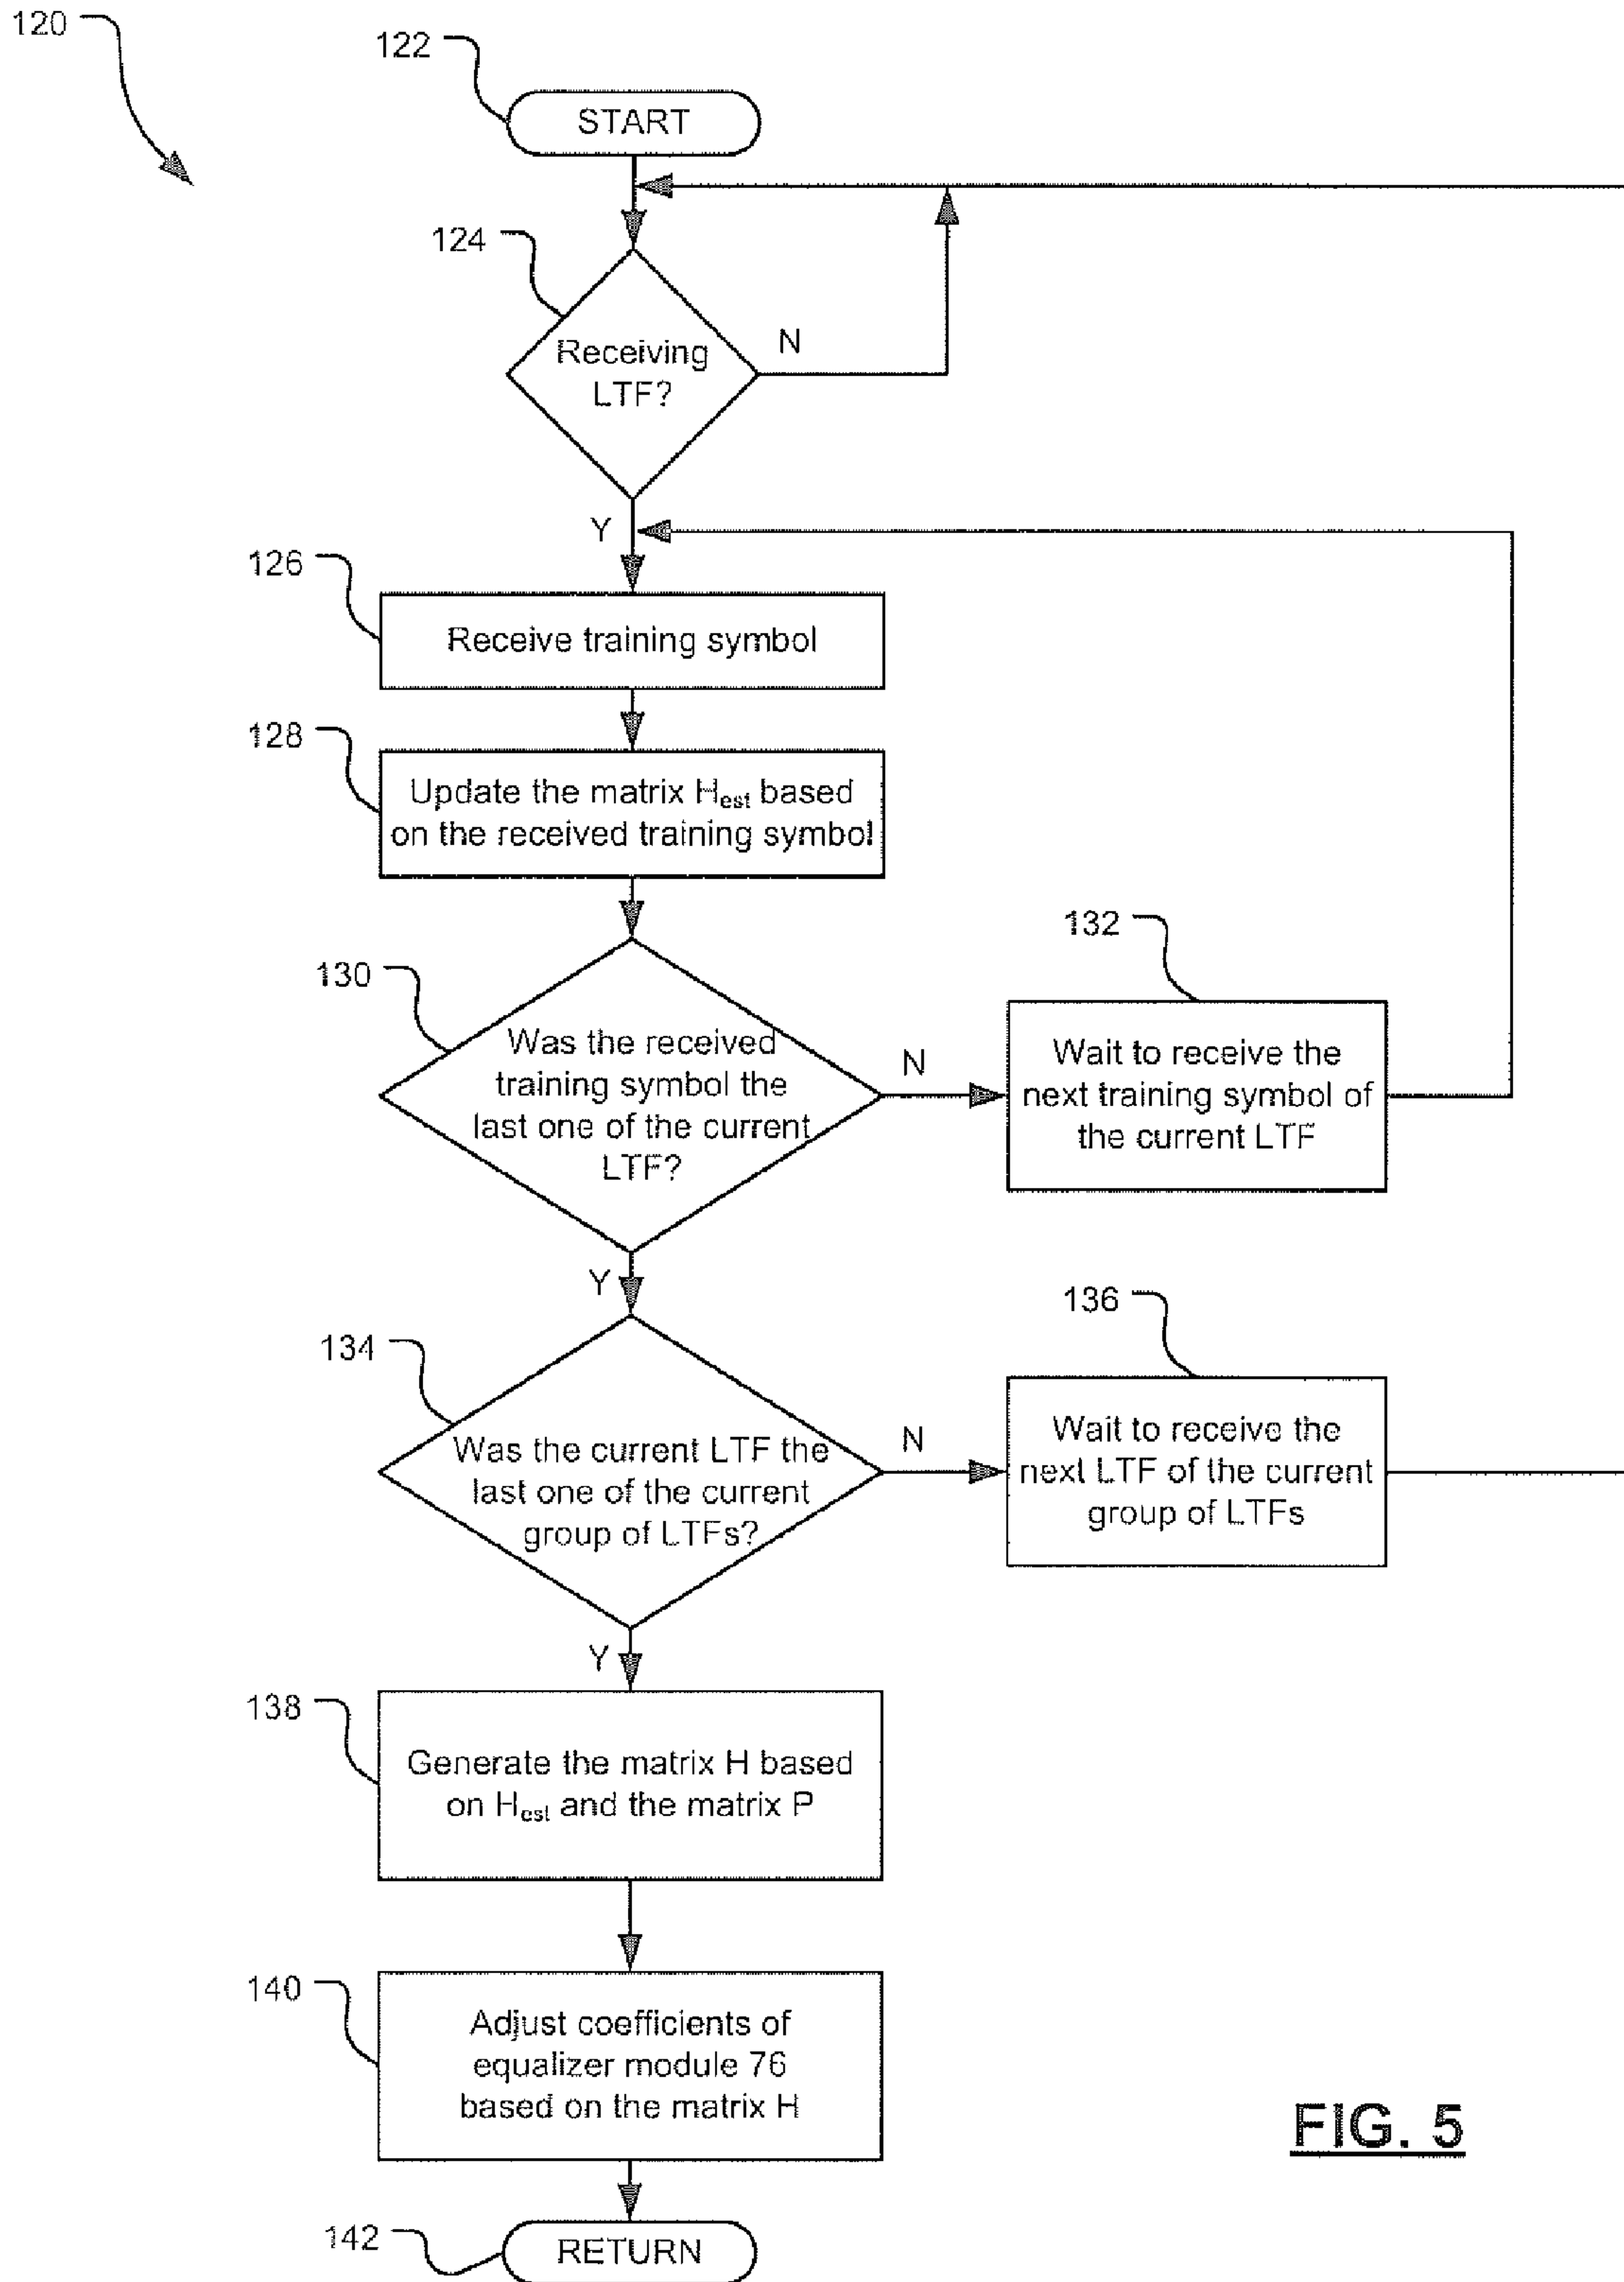 120
122
START
124
Receiving
LTF?
N
Y
126
Receive training symbol
128
Update the matrix Hest based
on the received training symbol
130
Was the received
training symbol the
last one of the current
LTF?
N
132
Wait to receive the
next training symbol of
the current LTF
Y
134
Was the current LTF the
last one of the current
group of LTFs?
N
136
Wait to receive the
next LTF of the current
group of LTFs
Y
138
Generate the matrix H based
on Hest and the matrix P
140
Adjust coefficients of
equalizer module 76
based on the matrix H
142
RETURN
FIG. 5